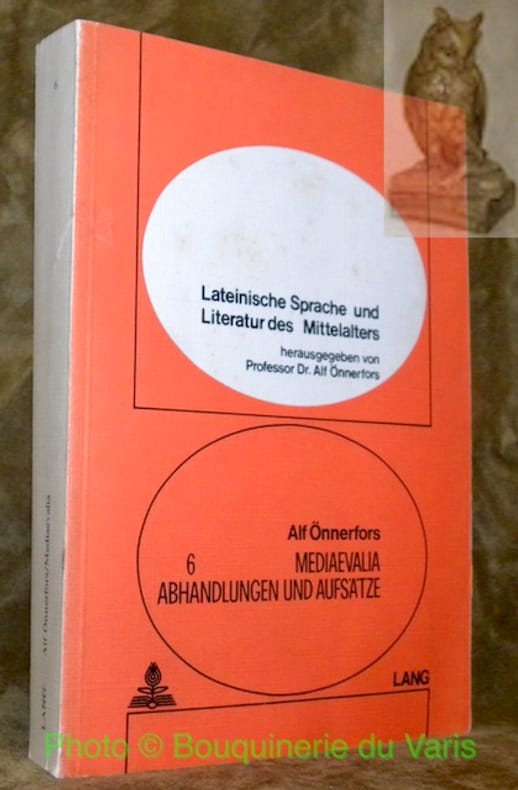 Lateinische Sprache und
Literatur des Mittelalters
herausgegeben von
Professor Dr. Alf Önnerfors
Alf Önnerfors
6 MEDIAEVALIA
ABHANDLUNGEN UND AUFSÄTZE
LANG
LANG Alf Önnerfors/Mediaevalia
Photo © Bouquinerie du Varis